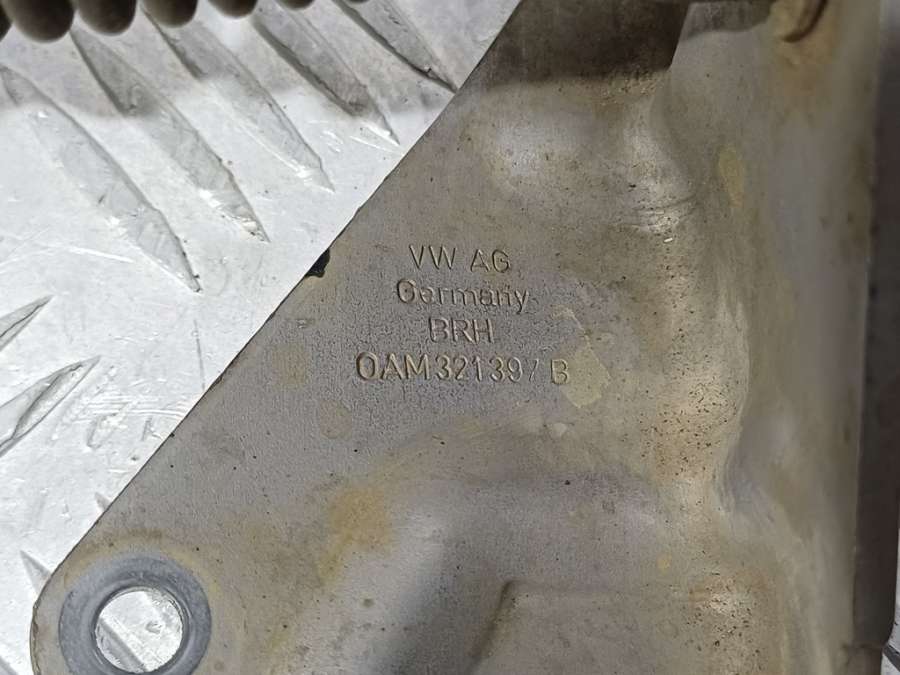 VW AG
Germany
BRH
0AM321397 B